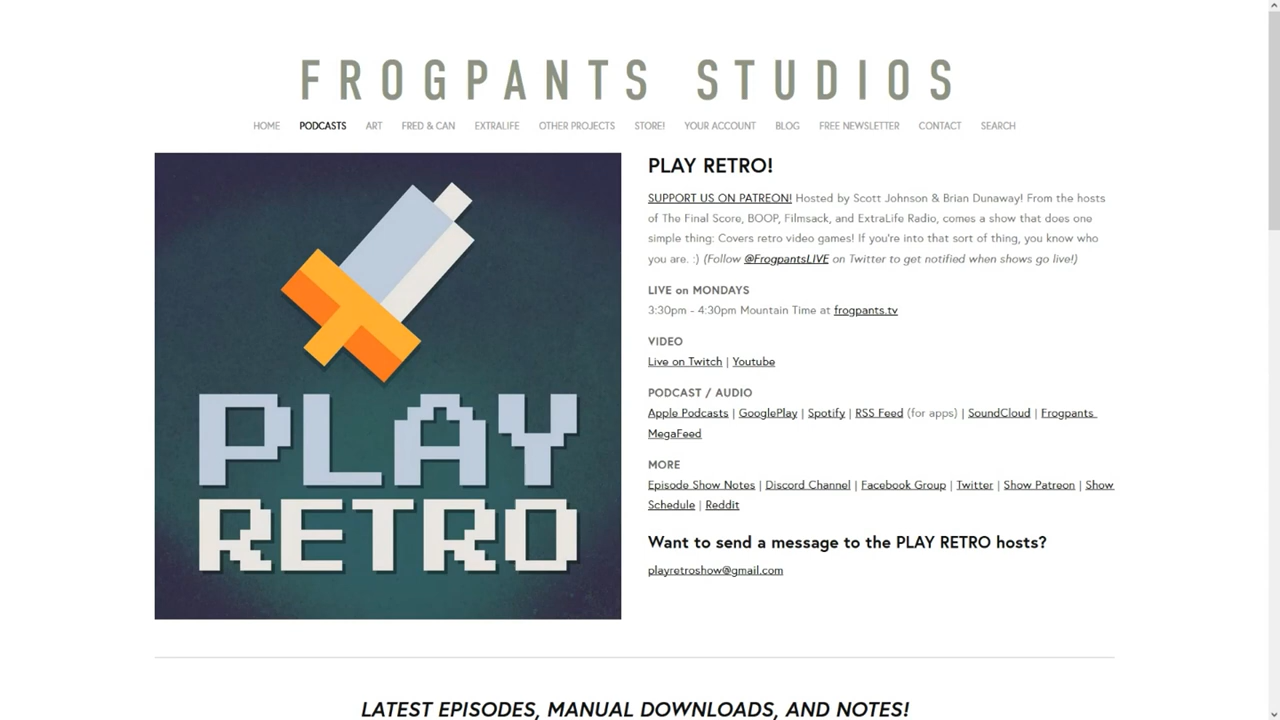 FROGPANTS STUDIOS
HOME PODCASTS ART FRED & CAN EXTRALIFE OTHER PROJECTS STORE! YOUR ACCOUNT BLOG FREE NEWSLETTER CONTACT SEARCH
PLAY
RETRO
PLAY RETRO!
SUPPORT US ON PATREON! Hosted by Scott Johnson & Brian Dunaway! From the hosts
of The Final Score, BOOP, Filmsack, and ExtraLife Radio, comes a show that does one
simple thing: Covers retro video games! If you're into that sort of thing, you know who
you are. :) (Follow @FrogpantsLIVE on Twitter to get notified when shows go live!)
LIVE on MONDAYS
3:30pm - 4:30pm Mountain Time at frogpants.tv
VIDEO
Live on Twitch | Youtube
PODCAST / AUDIO
Apple Podcasts | GooglePlay | Spotify | RSS Feed (for apps) | SoundCloud | Frogpants
MegaFeed
MORE
Episode Show Notes | Discord Channel | Facebook Group | Twitter | Show Patreon | Show
Schedule | Reddit
Want to send a message to the PLAY RETRO hosts?
playretroshow@gmail.com
LATEST EPISODES, MANUAL DOWNLOADS, AND NOTES!